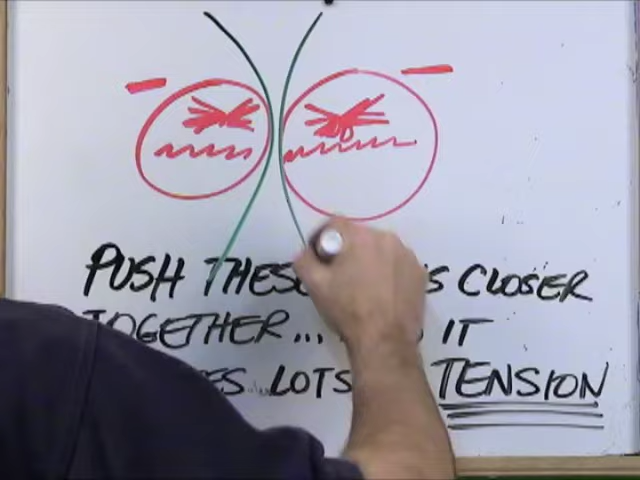 PUSH THESE CLOSER
TOGETHER... IT
LOTS TENSION